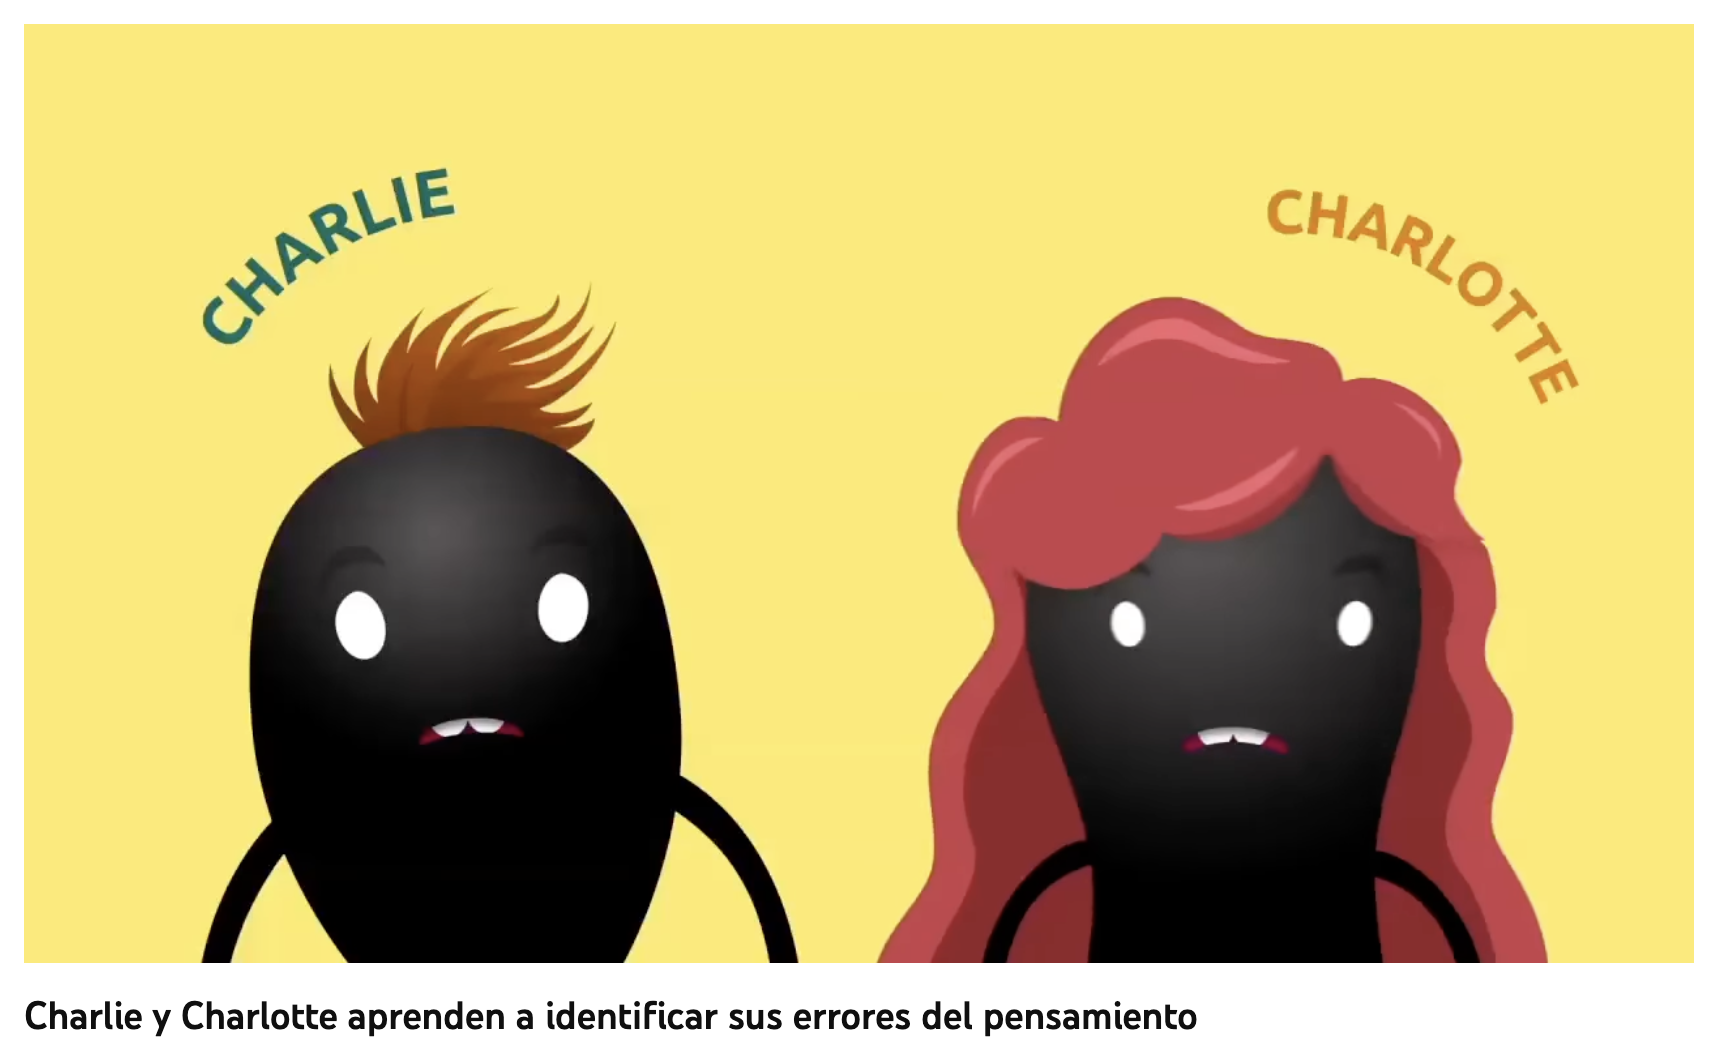 CHARLIE
CHARLOTTE
Charlie y Charlotte aprenden a identificar sus errores del pensamiento